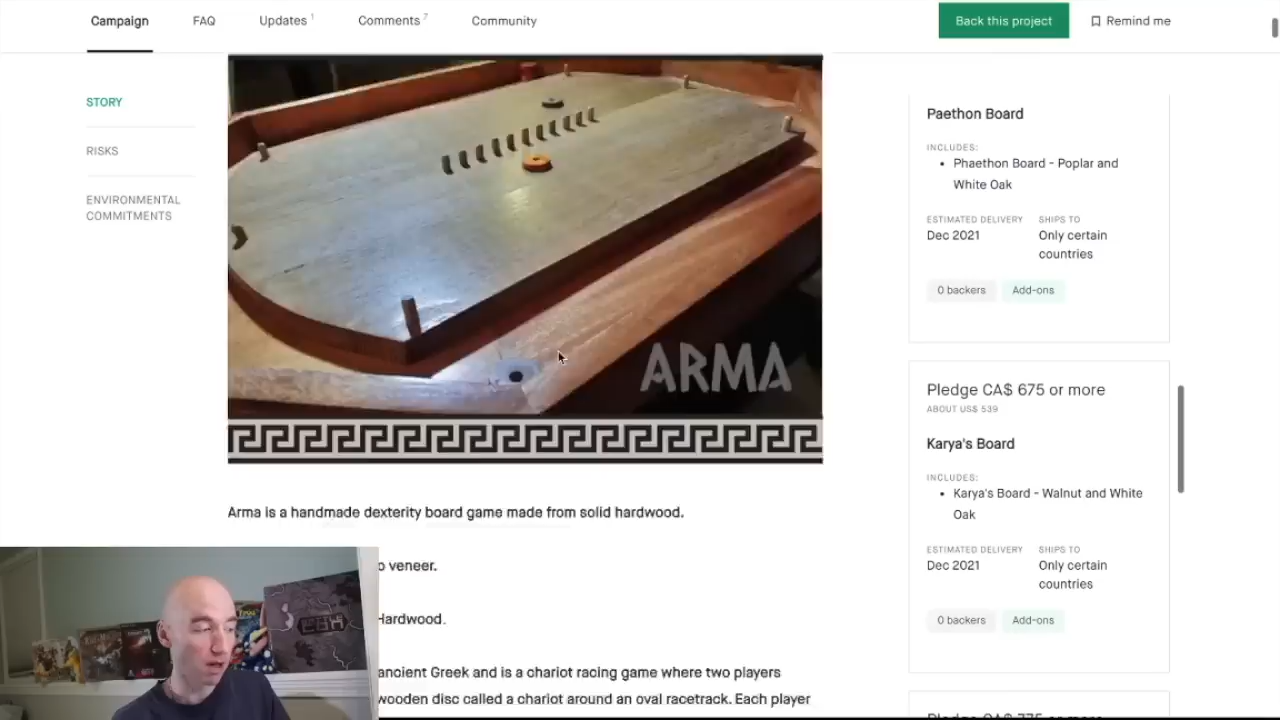 Campaign
FAQ
Updates 1
Comments 7
Community
Back this project
Remind me
STORY
RISKS
ENVIRONMENTAL
COMMITMENTS
ARMA
Arma is a handmade dexterity board game made from solid hardwood.
o veneer.
Hardwood.
ancient Greek and is a chariot racing game where two players
wooden disc called a chariot around an oval racetrack. Each player
Paethon Board
INCLUDES:
Phaethon Board - Poplar and
White Oak
ESTIMATED DELIVERY
Dec 2021
SHIPS TO
Only certain
countries
0 backers
Add-ons
Pledge CA$ 675 or more
ABOUT US$ 539
Karya's Board
INCLUDES:
Karya's Board - Walnut and White
Oak
ESTIMATED DELIVERY
Dec 2021
SHIPS TO
Only certain
countries
0 backers
Add-ons
Pledge CA$ 775 or more